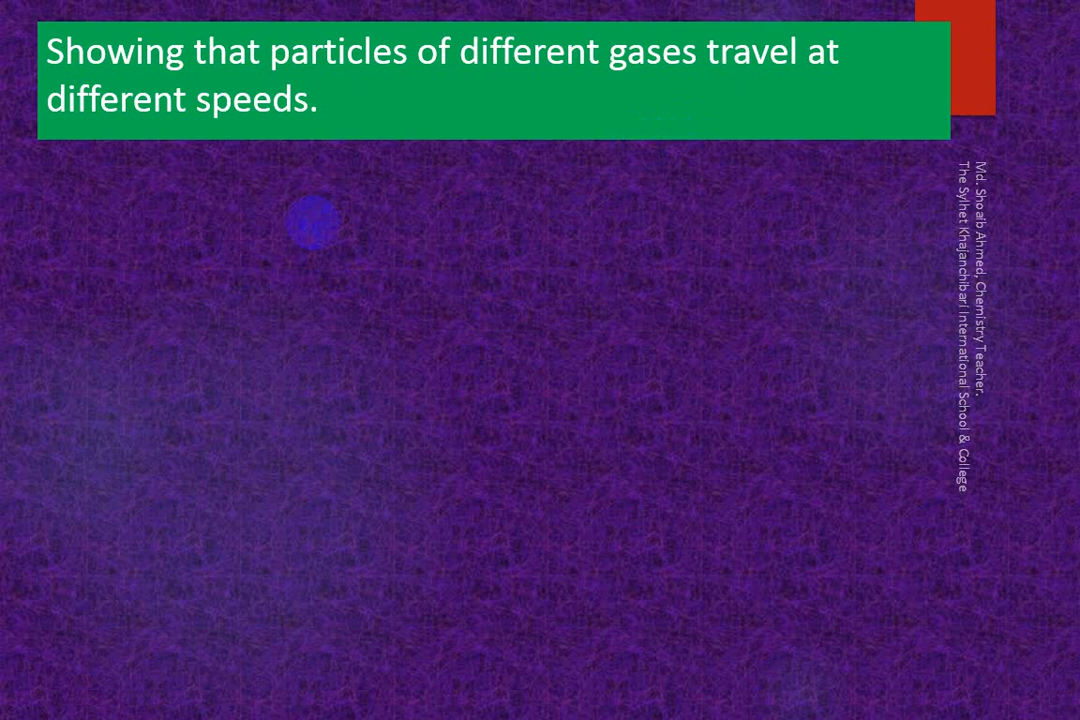 Showing that particles of different gases travel at
different speeds.
Md. Shoaib Ahmed, Chemistry Teacher.
The Sylhet Khajanchibari International School & College